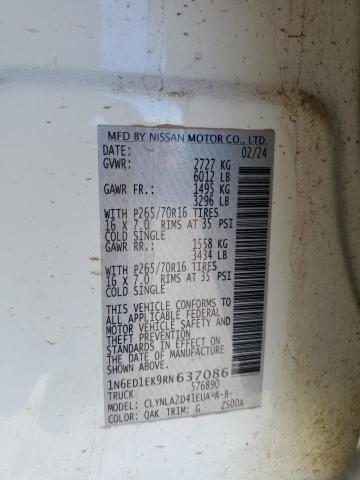 MFD BY NISSAN MOTOR CO., LTD.
DATE: 02/24
GVWR: 2727 KG
6012 LB
GAWR FR.: 1495 KG
3296 LB
WITH P265/70R16 TIRES
16 X 7.0 RIMS AT 35 PSI
COLD SINGLE
GAWR RR.: 1558 KG
3434 LB
WITH P265/70R16 TIRES
16 X 7.0 RIMS AT 35 PSI
COLD SINGLE
THIS VEHICLE CONFORMS TO
ALL APPLICABLE FEDERAL
MOTOR VEHICLE SAFETY AND
THEFT PREVENTION
STANDARDS IN EFFECT ON THE
DATE OF MANUFACTURE SHOWN
ABOVE
1N6ED1EK9RN637086
TRUCK 576890
MODEL: CLYNLA2D41EUA-A-B-
COLOR: QAK TRIM: G Z500A